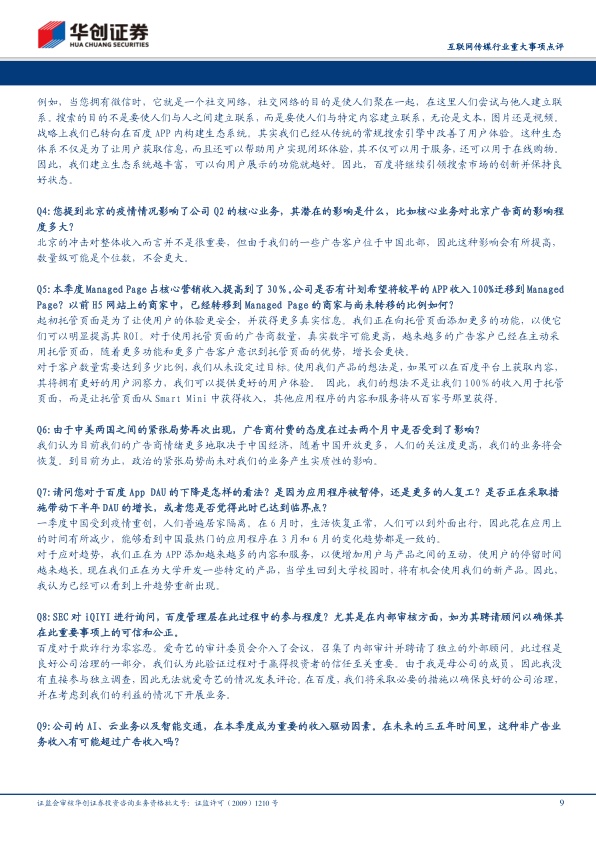 华创证券
HUA CHUANG SECURITIES
互联网传媒行业重大事项点评
例如，当您拥有微信时，它就是一个社交网络，社交网络的目的是使人们聚在一起，在这里人们尝试与他人建立联
系。搜索的目的不是要使人们与人之间建立联系，而是要使人们与特定内容建立联系，无论是文本，图片还是视频。
战略上我们已转向在百度 APP 内构建生态系统。其实我们已经从传统的常规搜索引擎中改善了用户体验。这种生态
体系不仅是为了让用户获取信息，而且还可以帮助用户实现闭环体验，其不仅可以用于服务，还可以用于在线购物。
因此，我们建立生态系统越丰富，可以向用户展示的功能就越好。因此，百度将继续引领搜索市场的创新并保持良
好状态。
Q4：您提到北京的疫情情况影响了公司 Q2 的核心业务，其潜在的影响是什么，比如核心业务对北京广告商的影响程
度多大？
北京的冲击对整体收入而言并不是很重要，但由于我们的一些广告客户位于中国北部，因此这种影响会有所提高，
数量级可能是个位数，不会更大。
Q5：本季度 Managed Page 占核心营销收入提高到了 30%。公司是否有计划希望将较早的 APP 收入 100%迁移到 Managed
Page？以前 H5 网站上的商家中，已经转移到 Managed Page 的商家与尚未转移的比例如何？
起初托管页面是为了让用户的体验更安全，并获得更多真实信息。我们正在向托管页面添加更多的功能，以使它
们可以明显提高其 ROI。对于使用托管页面的广告商数量，真实数字可能更高，越来越多的广告客户已经在主动采
用托管页面，随着更多功能和更多广告客户意识到托管页面的优势，增长会更快。
对于客户数量需要达到多少比例，我们从未设定过目标。使用我们产品的想法是，如果可以在百度平台上获取内容，
其将拥有更好的用户洞察力，我们可以提供更好的用户体验。 因此，我们的想法不是让我们 100％的收入用于托管
页面，而是让托管页面从 Smart Mini 中获得收入，其他应用程序的内容和服务将从百家号那里获得。
Q6：由于中美两国之间的紧张局势再次出现，广告商付费的态度在过去两个月中是否受到了影响？
我们认为目前我们的广告商情绪更多地取决于中国经济，随着中国开放更多，人们的关注度更高，我们的业务将会
恢复。到目前为止，政治的紧张局势尚未对我们的业务产生实质性的影响。
Q7：请问您对于百度 App DAU 的下降是怎样的看法？是因为应用程序被暂停，还是更多的人复工？是否正在采取措
施带动下半年 DAU 的增长，或者您是否觉得此时已达到临界点？
一季度中国受到疫情重创，人们普遍居家隔离。在 6 月时，生活恢复正常，人们可以到外面出行，因此花在应用上
的时间有所减少，能够看到中国最热门的应用程序在 3 月和 6 月的变化趋势都是一致的。
对于应对趋势，我们正在为 APP 添加越来越多的内容和服务，以便增加用户与产品之间的互动，使用户的停留时间
越来越长。现在我们正在为大学开发一些特定的产品，当学生回到大学校园时，将有机会使用我们的新产品。因此，
我认为已经可以看到上升趋势重新出现。
Q8：SEC 对 iQIYI 进行询问，百度管理层在此过程中的参与程度？尤其是在内部审核方面，如为其聘请顾问以确保其
在此重要事项上的可信和公正。
百度对于欺诈行为零容忍。爱奇艺的审计委员会介入了会议，召集了内部审计并聘请了独立的外部顾问。此过程是
良好公司治理的一部分，我们认为此验证过程对于赢得投资者的信任至关重要。由于我是非公司的成员，因此我没
有直接参与独立调查，因此无法就爱奇艺的情况发表评论。在百度，我们将采取必要的措施以确保良好的公司治理，
并在考虑到我们的利益的情况下开展业务。
Q9：公司的 AI、云业务以及智能交通，在本季度成为重要的收入驱动因素。在未来的三五年时间里，这种非广告业
务收入有可能超过广告收入吗？
证监会审核华创证券投资咨询业务资格批文号：证监许可（2009）1210 号
9